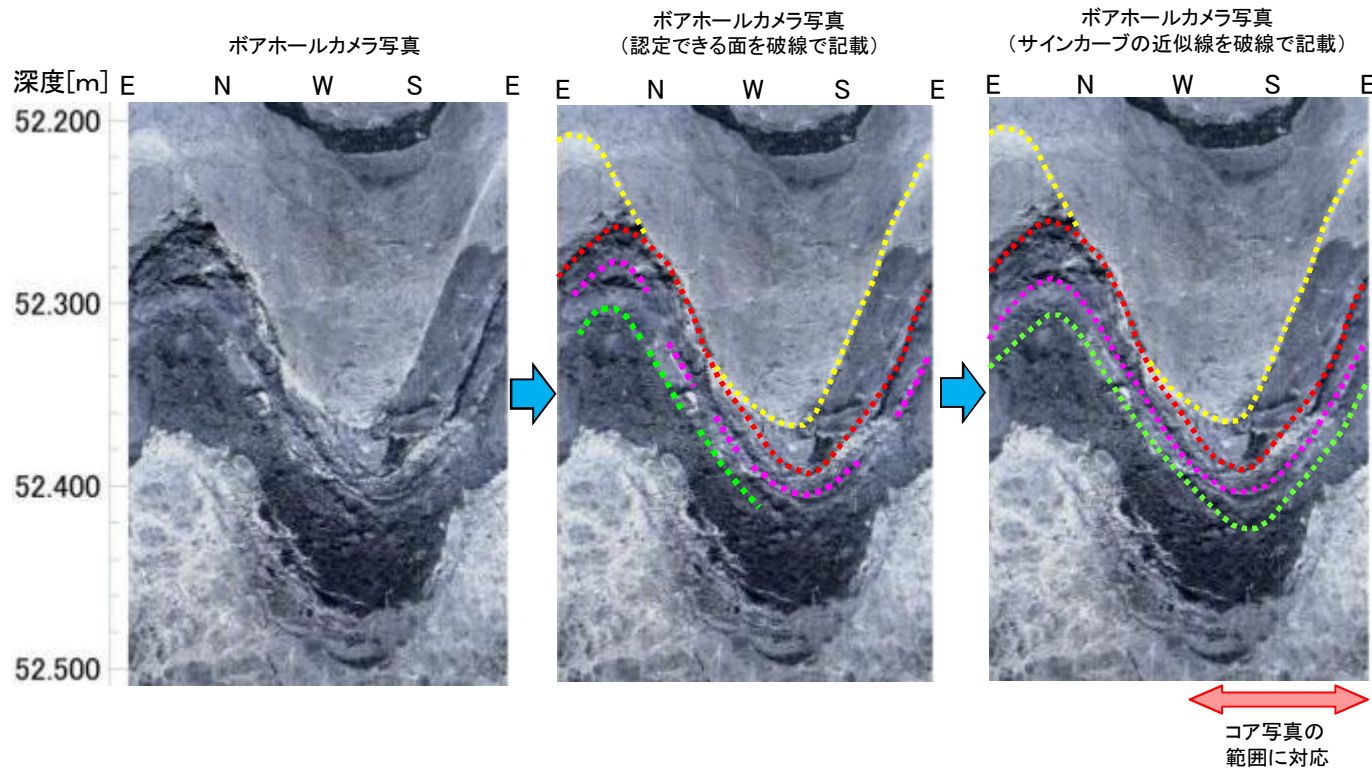 ボアホールカメラ写真
ボアホールカメラ写真
(認定できる面を破線で記載)
ボアホールカメラ写真
(サインカーブの近似線を破線で記載)
深度[m]
E N W S E
E N W S E
E N W S E
52.200
52.300
52.400
52.500
コア写真の
範囲に対応